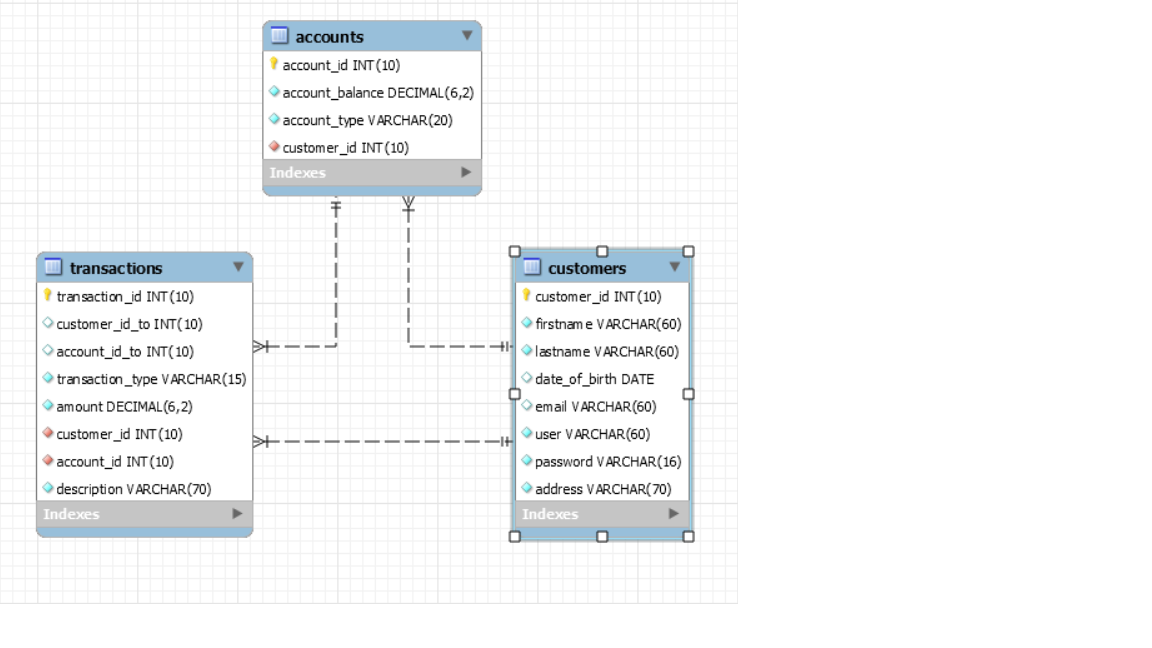 accounts
account_id INT(10)
account_balance DECIMAL(6,2)
account_type VARCHAR(20)
customer_id INT(10)
Indexes
transactions
transaction_id INT(10)
customer_id_to INT(10)
account_id_to INT(10)
transaction_type VARCHAR(15)
amount DECIMAL(6,2)
customer_id INT(10)
account_id INT(10)
description VARCHAR(70)
Indexes
customers
customer_id INT(10)
firstname VARCHAR(60)
lastname VARCHAR(60)
date_of_birth DATE
email VARCHAR(60)
user VARCHAR(60)
password VARCHAR(16)
address VARCHAR(70)
Indexes